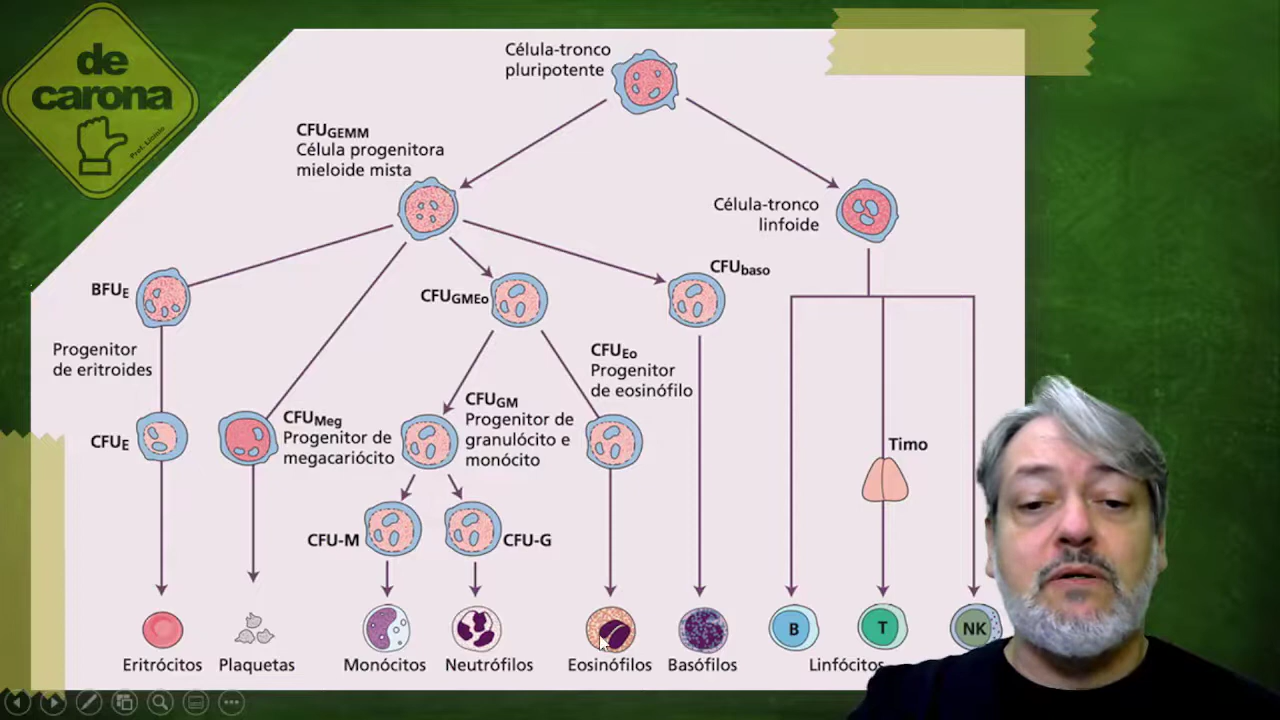 de
carona
Prof. Licinio
Célula-tronco
pluripotente
CFUGEMM
Célula progenitora
mieloide mista
Célula-tronco
linfoide
BFUE
CFUGMEo
CFUbaso
Progenitor
de eritroides
CFUEo
Progenitor
de eosinófilo
CFUE
CFUMeg
Progenitor de
megacariócito
CFUGM
Progenitor de
granulócito e
monócito
Timo
CFU-M
CFU-G
B
T
NK
Eritrócitos
Plaquetas
Monócitos
Neutrófilos
Eosinófilos
Basófilos
Linfócitos